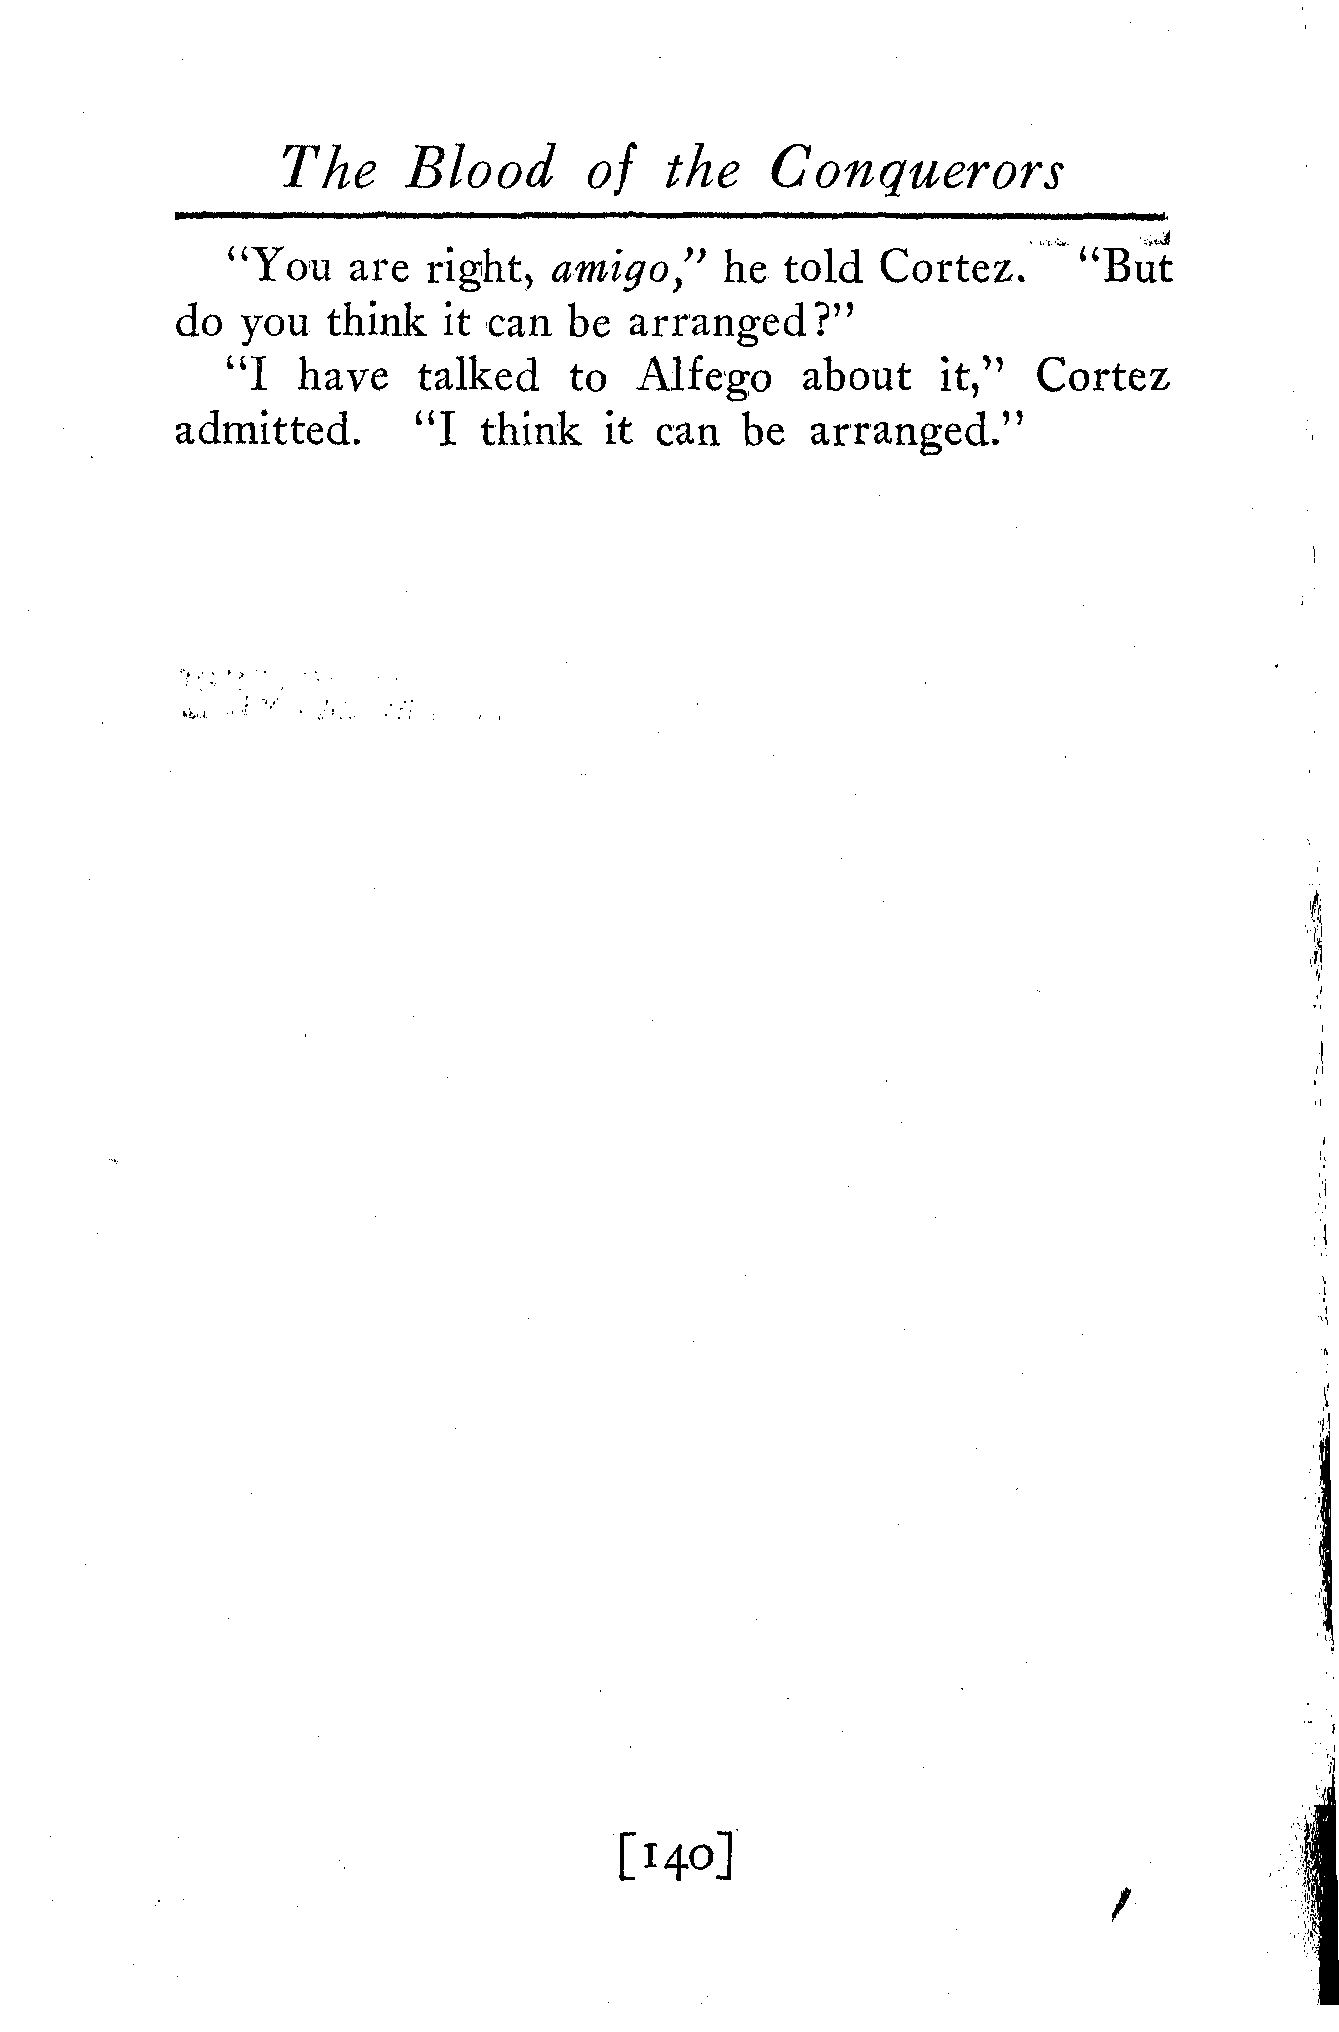 The Blood of the Conquerors
“You are right, amigo,” he told Cortez. “But
do you think it can be arranged?”
“I have talked to Alfego about it,” Cortez
admitted. “I think it can be arranged.”
[140]